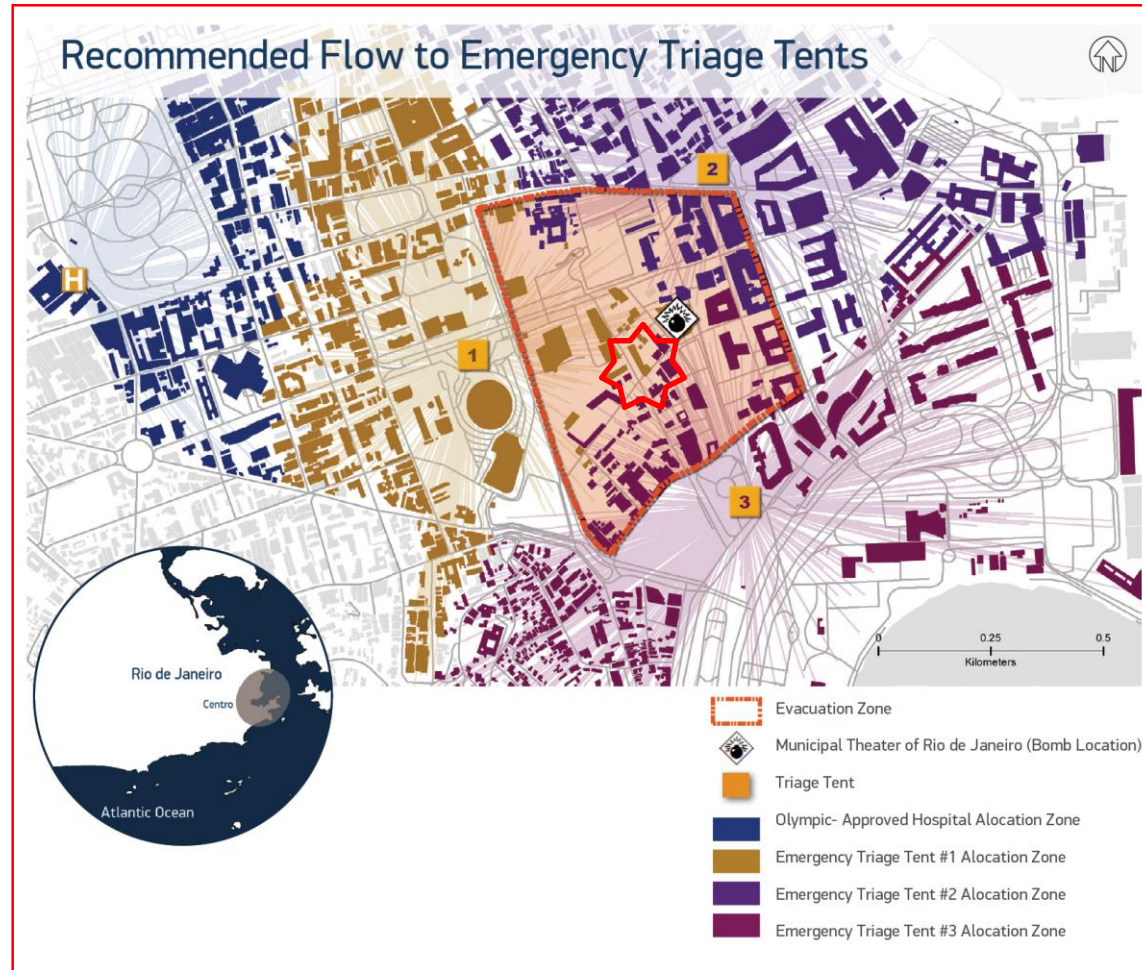 Recommended Flow to Emergency Triage Tents
N
2
H
1
3
0 0.25 0.5
Kilometers
Rio de Janeiro
Centro
Atlantic Ocean
Evacuation Zone
Municipal Theater of Rio de Janeiro (Bomb Location)
Triage Tent
Olympic- Approved Hospital Alocation Zone
Emergency Triage Tent #1 Alocation Zone
Emergency Triage Tent #2 Alocation Zone
Emergency Triage Tent #3 Alocation Zone